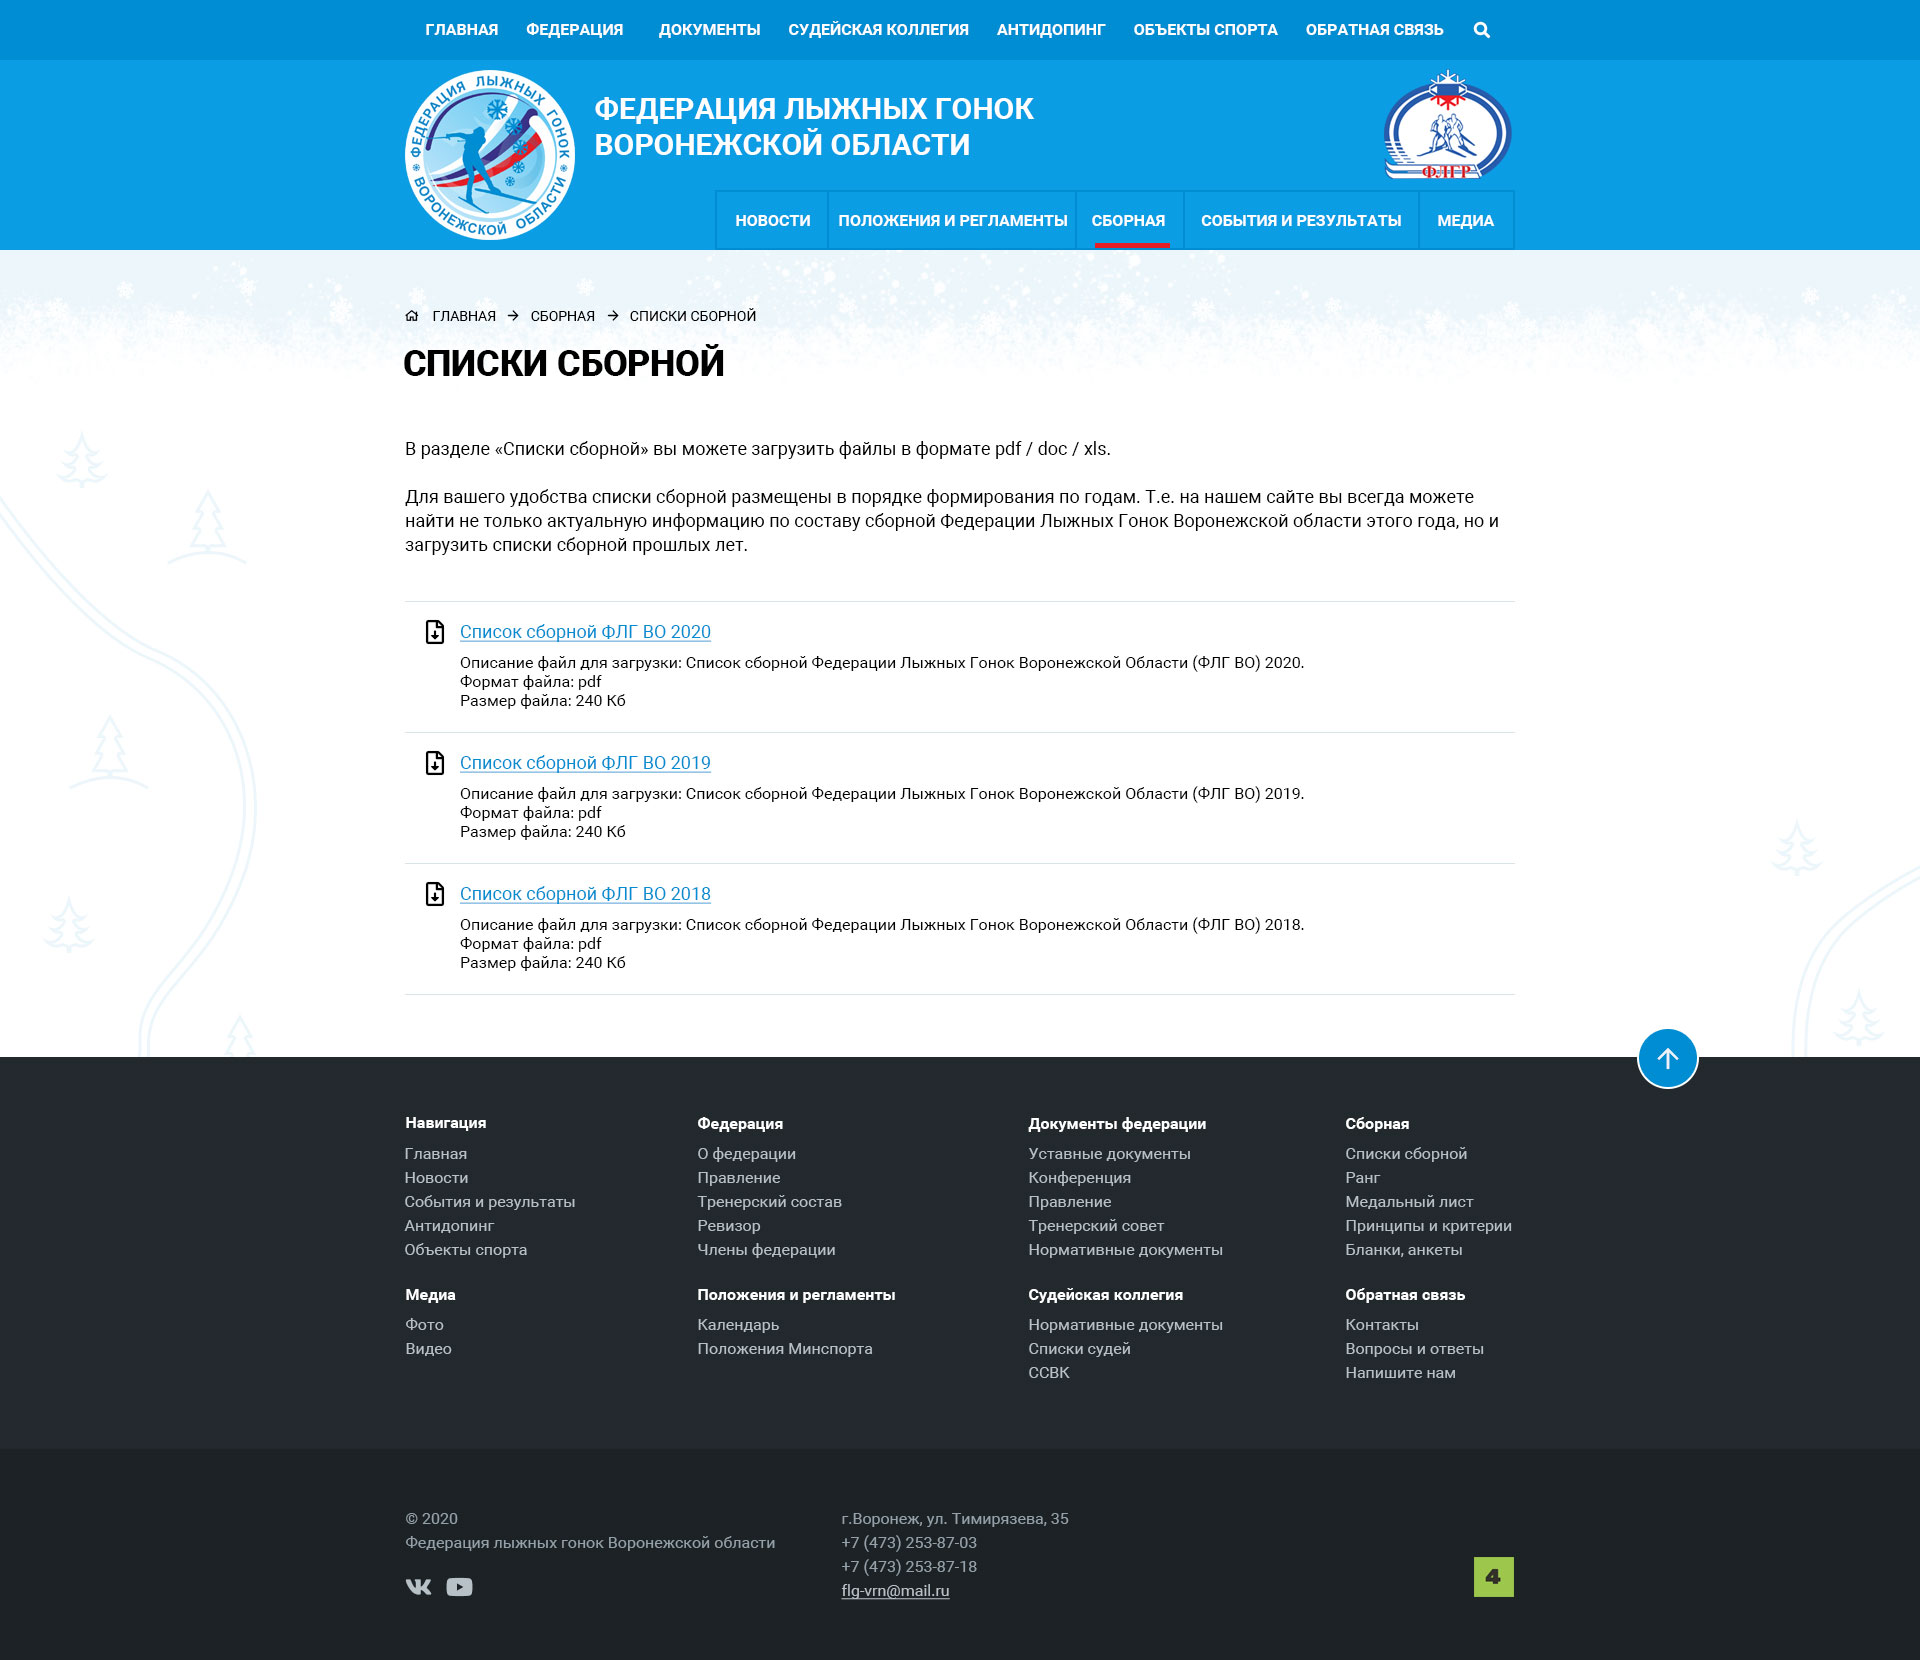 ГЛАВНАЯ ФЕДЕРАЦИЯ ДОКУМЕНТЫ СУДЕЙСКАЯ КОЛЛЕГИЯ АНТИДОПИНГ ОБЪЕКТЫ СПОРТА ОБРАТНАЯ СВЯЗЬ
ФЕДЕРАЦИЯ ЛЫЖНЫХ ГОНОК
ВОРОНЕЖСКОЙ ОБЛАСТИ
ФЕДЕРАЦИЯ ЛЫЖНЫХ ГОНОК
ВОРОНЕЖСКОЙ ОБЛАСТИ
ФЛГР
НОВОСТИ ПОЛОЖЕНИЯ И РЕГЛАМЕНТЫ СБОРНАЯ СОБЫТИЯ И РЕЗУЛЬТАТЫ МЕДИА
ГЛАВНАЯ → СБОРНАЯ → СПИСКИ СБОРНОЙ
СПИСКИ СБОРНОЙ
В разделе «Списки сборной» вы можете загрузить файлы в формате pdf / doc / xls.
Для вашего удобства списки сборной размещены в порядке формирования по годам. Т.е. на нашем сайте вы всегда можете
найти не только актуальную информацию по составу сборной Федерации Лыжных Гонок Воронежской области этого года, но и
загрузить списки сборной прошлых лет.
Список сборной ФЛГ ВО 2020
Описание файл для загрузки: Список сборной Федерации Лыжных Гонок Воронежской Области (ФЛГ ВО) 2020.
Формат файла: pdf
Размер файла: 240 Кб
Список сборной ФЛГ ВО 2019
Описание файл для загрузки: Список сборной Федерации Лыжных Гонок Воронежской Области (ФЛГ ВО) 2019.
Формат файла: pdf
Размер файла: 240 Кб
Список сборной ФЛГ ВО 2018
Описание файл для загрузки: Список сборной Федерации Лыжных Гонок Воронежской Области (ФЛГ ВО) 2018.
Формат файла: pdf
Размер файла: 240 Кб
Навигация
Главная
Новости
События и результаты
Антидопинг
Объекты спорта
Федерация
О федерации
Правление
Тренерский состав
Ревизор
Члены федерации
Документы федерации
Уставные документы
Конференция
Правление
Тренерский совет
Нормативные документы
Сборная
Списки сборной
Ранг
Медальный лист
Принципы и критерии
Бланки, анкеты
Медиа
Фото
Видео
Положения и регламенты
Календарь
Положения Минспорта
Судейская коллегия
Нормативные документы
Списки судей
ССВК
Обратная связь
Контакты
Вопросы и ответы
Напишите нам
© 2020
Федерация лыжных гонок Воронежской области
г.Воронеж, ул. Тимирязева, 35
+7 (473) 253-87-03
+7 (473) 253-87-18
flg-vrn@mail.ru
4